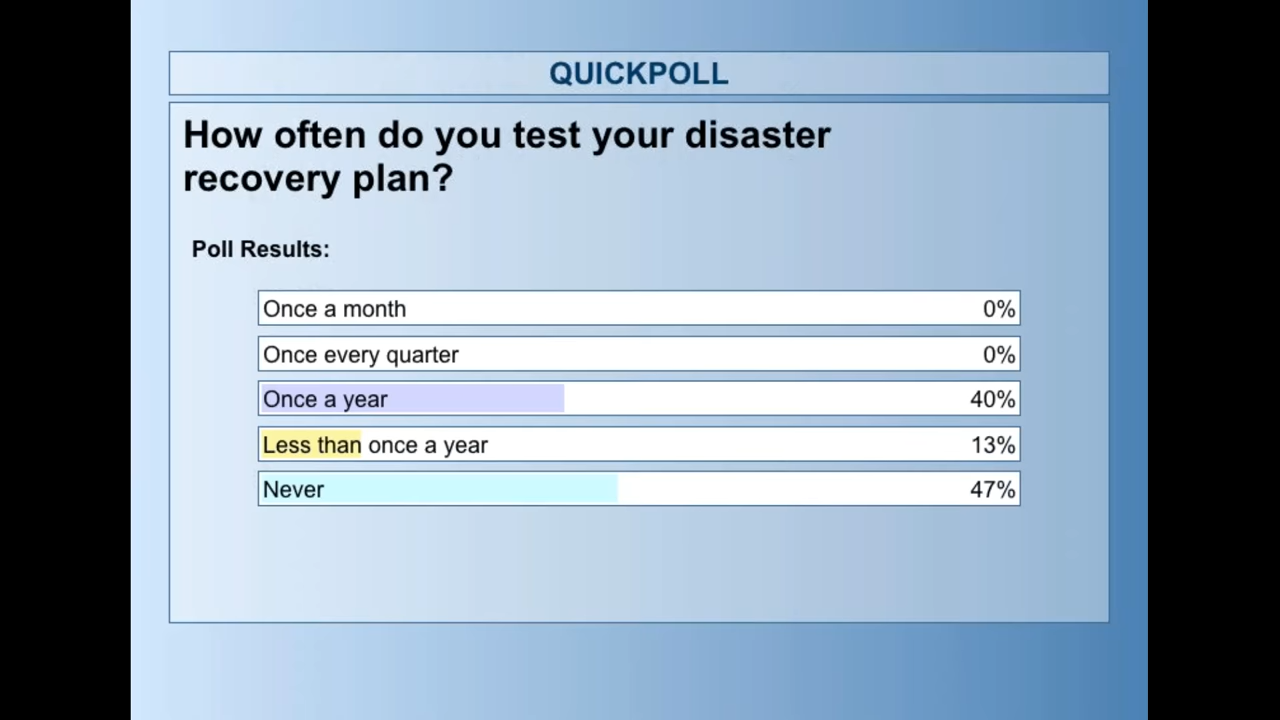 QUICKPOLL
How often do you test your disaster
recovery plan?
Poll Results:
Once a month 0%
Once every quarter 0%
Once a year 40%
Less than once a year 13%
Never 47%